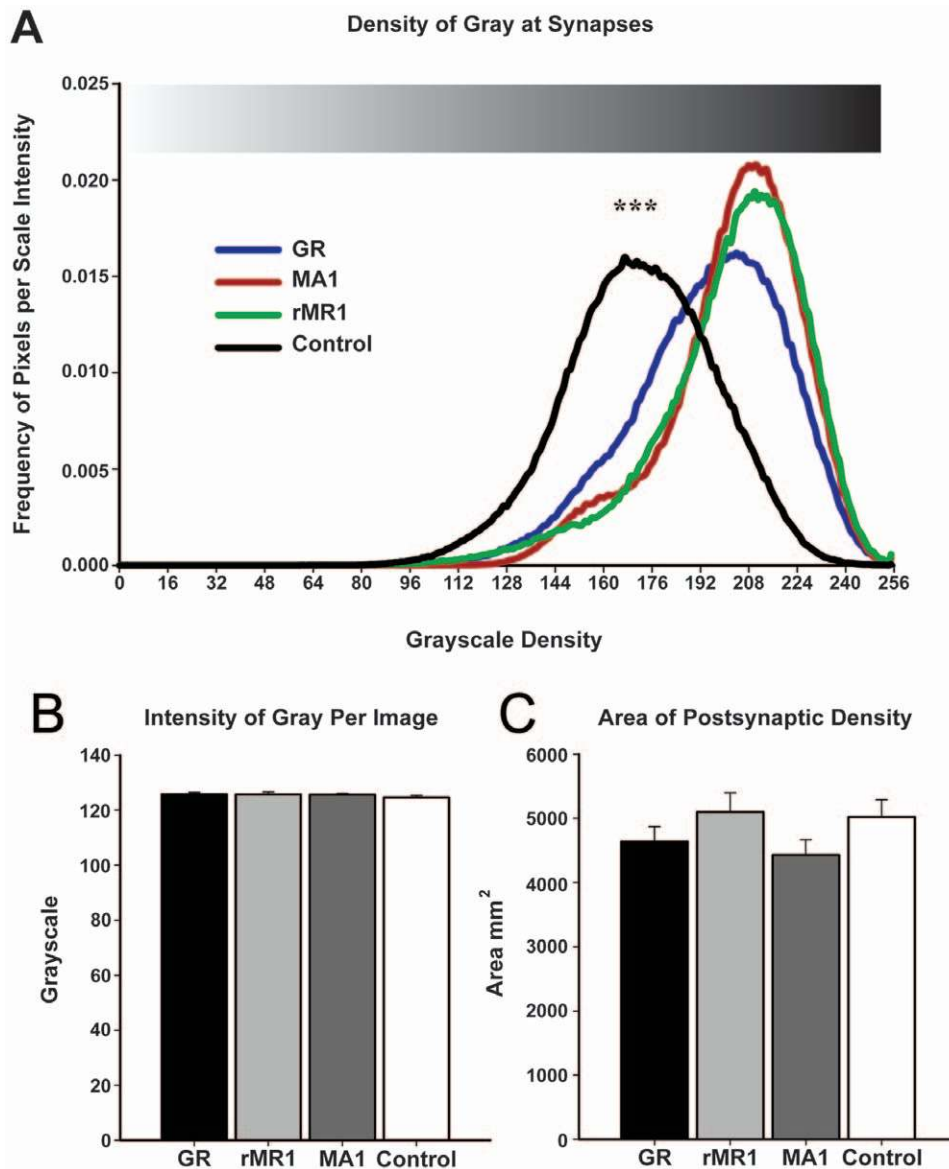 A
Density of Gray at Synapses
Frequency of Pixels per Scale Intensity
0.025
0.020
0.015
0.010
0.005
0.000
***
GR
MA1
rMR1
Control
0 16 32 48 64 80 96 112 128 144 160 176 192 208 224 240 256
Grayscale Density
B
Intensity of Gray Per Image
Grayscale
140
120
100
80
60
40
20
0
GR rMR1 MA1 Control
C
Area of Postsynaptic Density
Area mm²
6000
5000
4000
3000
2000
1000
0
GR rMR1 MA1 Control